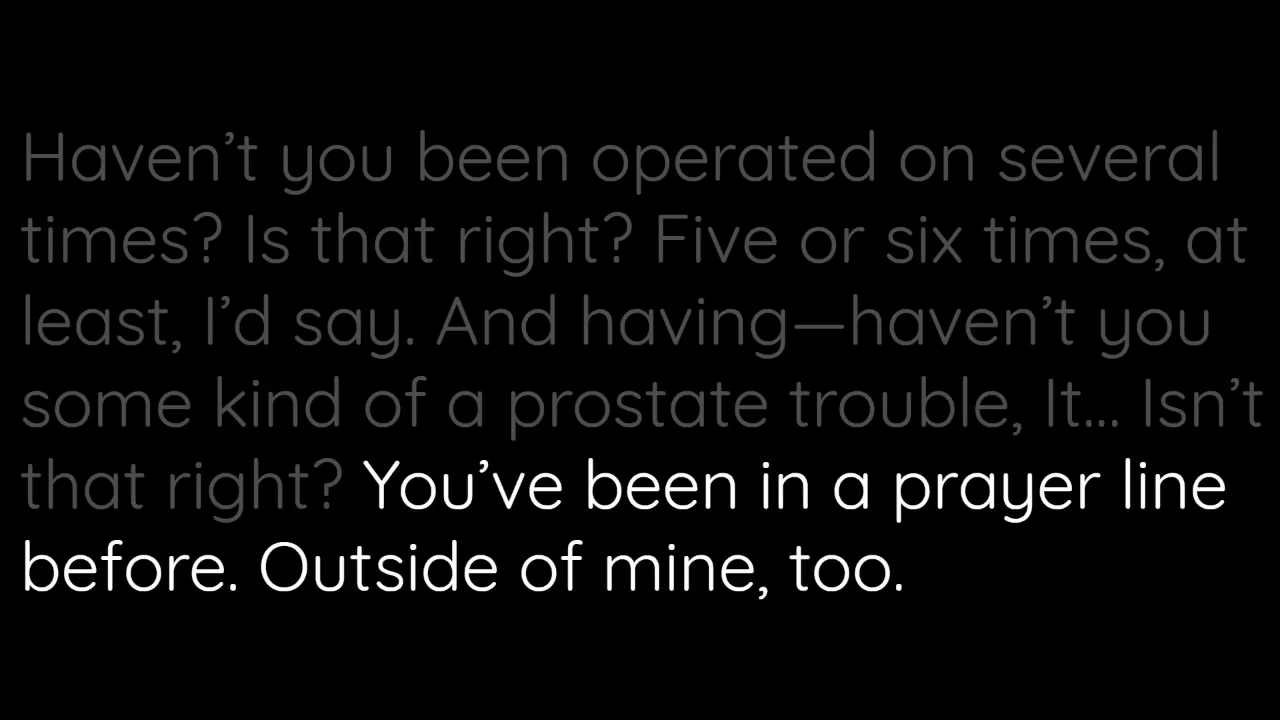 Haven’t you been operated on several
times? Is that right? Five or six times, at
least, I’d say. And having—haven’t you
some kind of a prostate trouble, It... Isn’t
that right? You’ve been in a prayer line
before. Outside of mine, too.